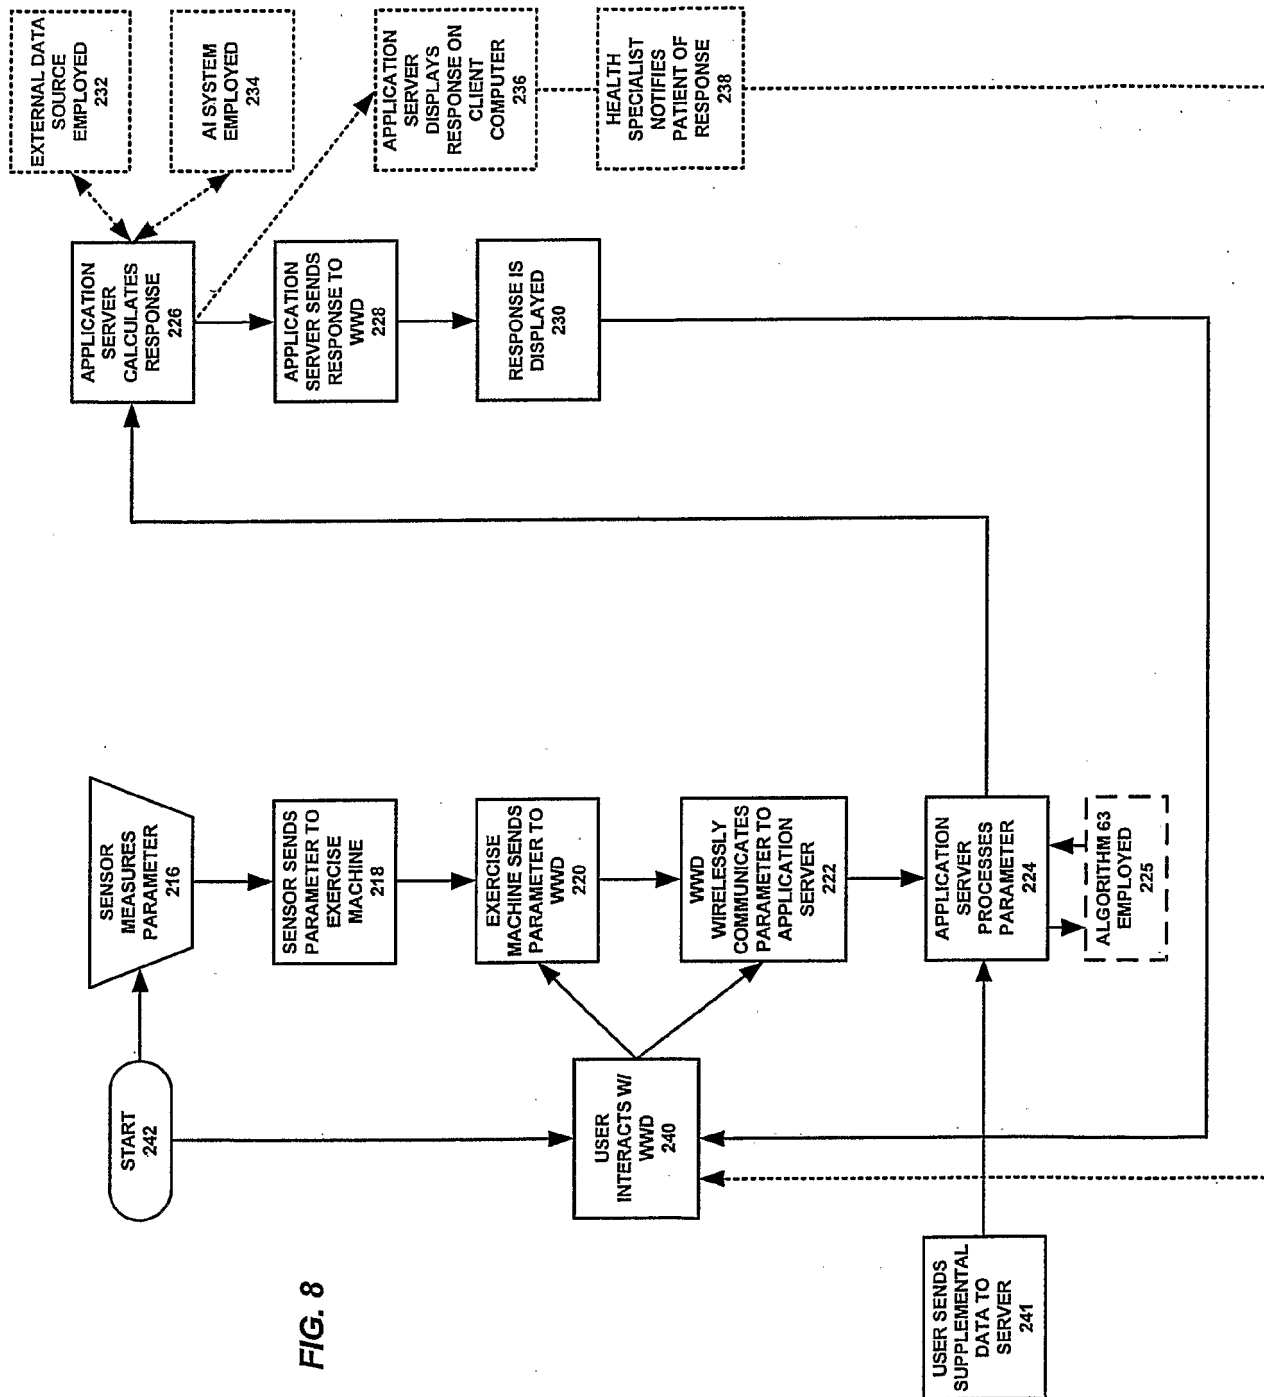 FIG. 8
START
242
SENSOR
MEASURES
PARAMETER
216
SENSOR SENDS
PARAMETER TO
EXERCISE
MACHINE
218
EXERCISE
MACHINE SENDS
PARAMETER TO
WWD
220
WWD
WIRELESSLY
COMMUNICATES
PARAMETER TO
APPLICATION
SERVER
222
APPLICATION
SERVER
PROCESSES
PARAMETER
224
ALGORITHM 63
EMPLOYED
225
USER
INTERACTS W/
WWD
240
USER SENDS
SUPPLEMENTAL
DATA TO
SERVER
241
APPLICATION
SERVER
CALCULATES
RESPONSE
226
APPLICATION
SERVER SENDS
RESPONSE TO
WWD
228
RESPONSE IS
DISPLAYED
230
EXTERNAL DATA
SOURCE
EMPLOYED
232
AI SYSTEM
EMPLOYED
234
APPLICATION
SERVER
DISPLAYS
RESPONSE ON
CLIENT
COMPUTER
236
HEALTH
SPECIALIST
NOTIFIES
PATIENT OF
RESPONSE
238